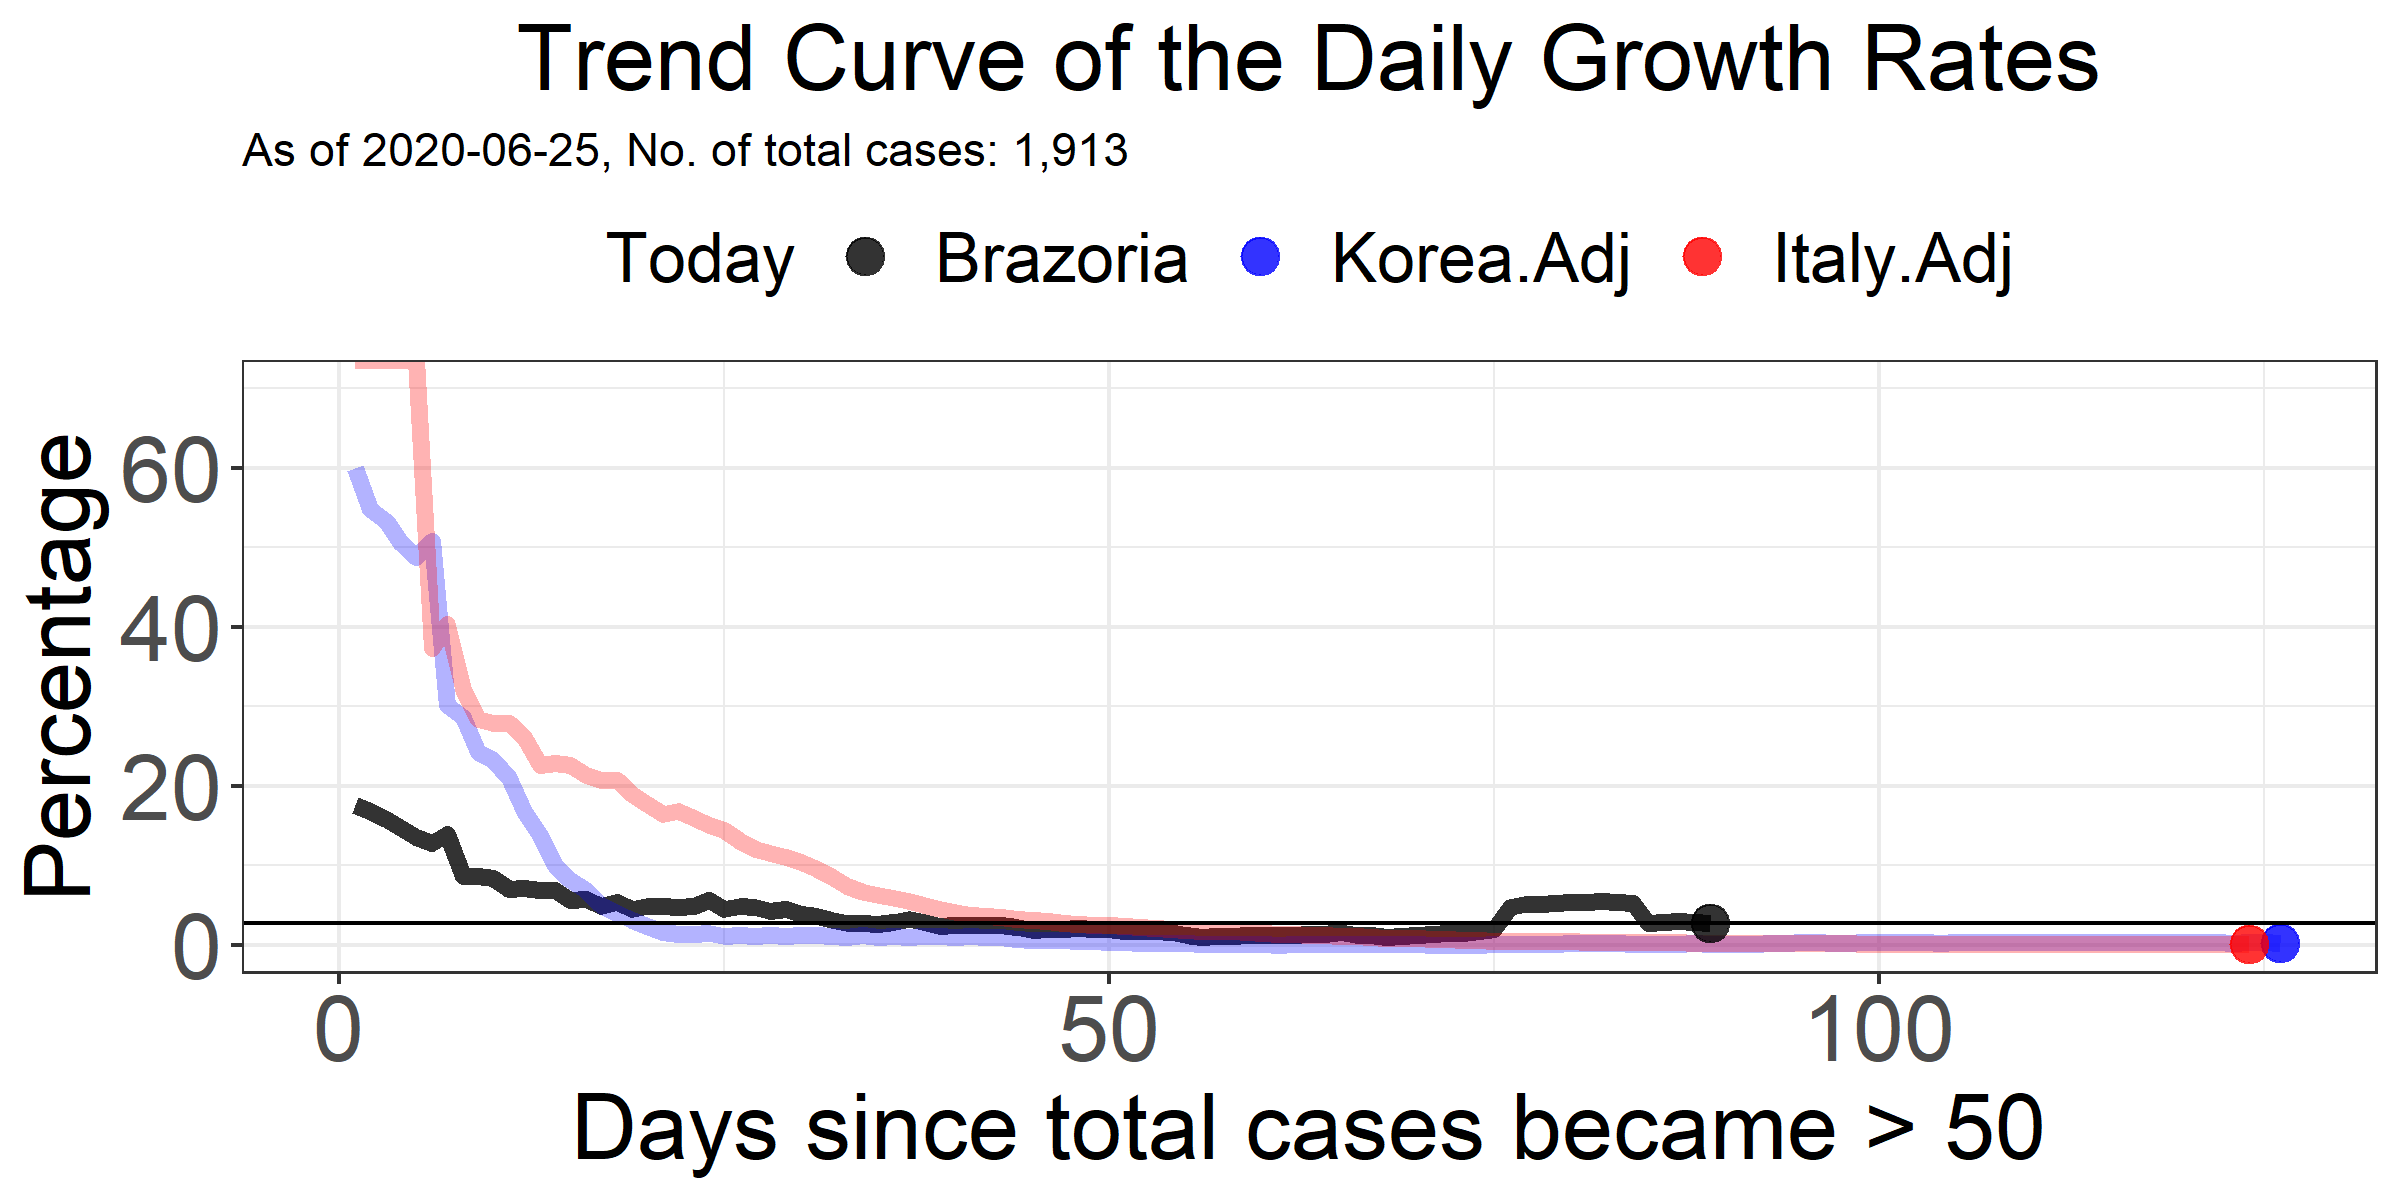 Trend Curve of the Daily Growth Rates
As of 2020-06-25, No. of total cases: 1,913
Today Brazoria Korea.Adj Italy.Adj
Percentage
60
40
20
0
0 50 100
Days since total cases became > 50